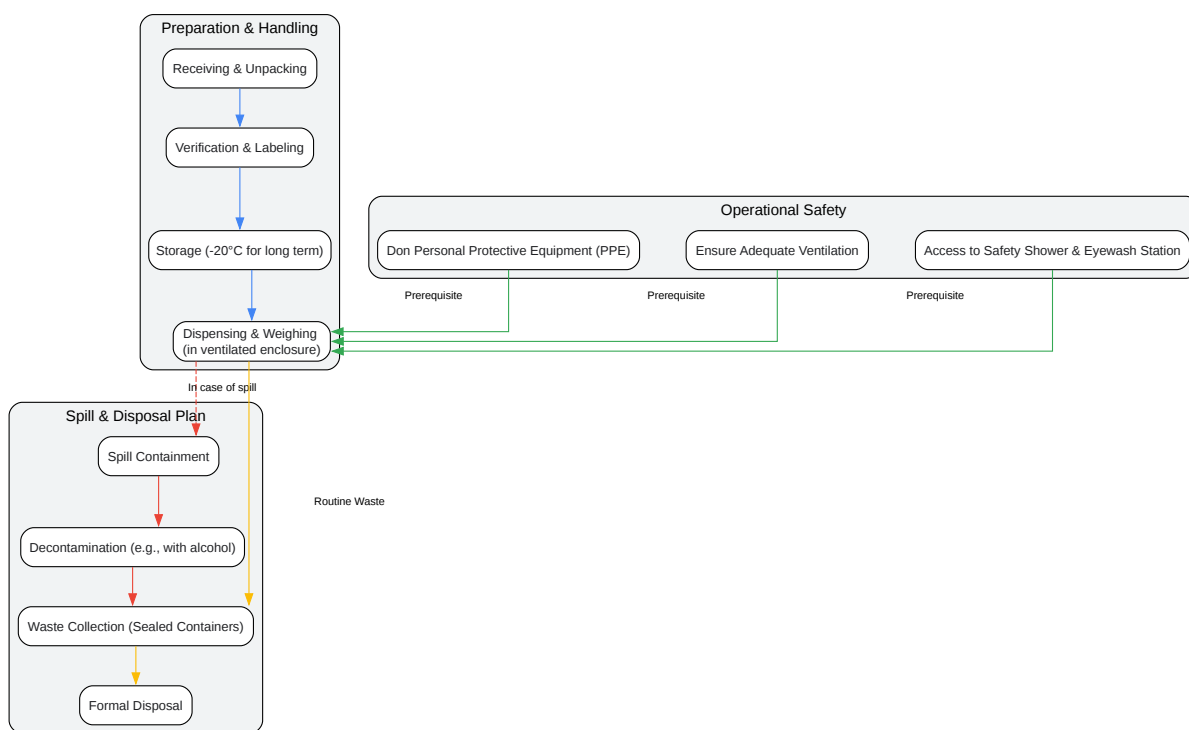 Preparation & Handling
Receiving & Unpacking
Verification & Labeling
Storage (-20°C for long term)
Dispensing & Weighing
(in ventilated enclosure)
Operational Safety
Don Personal Protective Equipment (PPE)
Ensure Adequate Ventilation
Access to Safety Shower & Eyewash Station
Prerequisite
Prerequisite
Prerequisite
In case of spill
Spill & Disposal Plan
Spill Containment
Routine Waste
Decontamination (e.g., with alcohol)
Waste Collection (Sealed Containers)
Formal Disposal